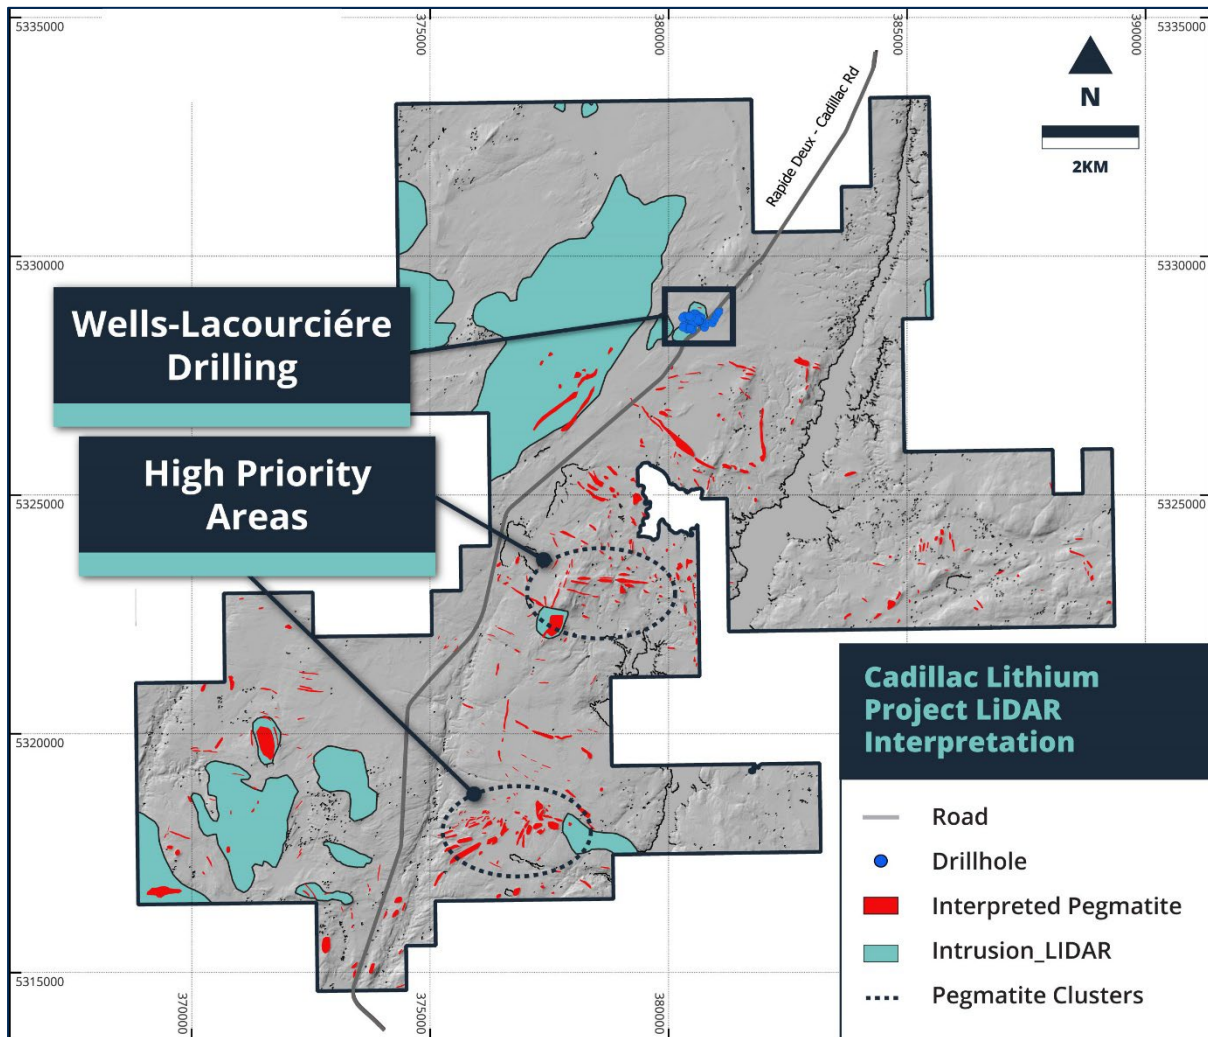 5335000
375000
380000
385000
390000
5335000
N
2KM
Rapide Deux - Cadillac Rd
5330000
5330000
Wells-Lacourciére
Drilling
High Priority
Areas
5325000
5325000
Cadillac Lithium
Project LiDAR
Interpretation
5320000
Road
Drillhole
Interpreted Pegmatite
Intrusion_LIDAR
Pegmatite Clusters
5315000
370000
375000
380000